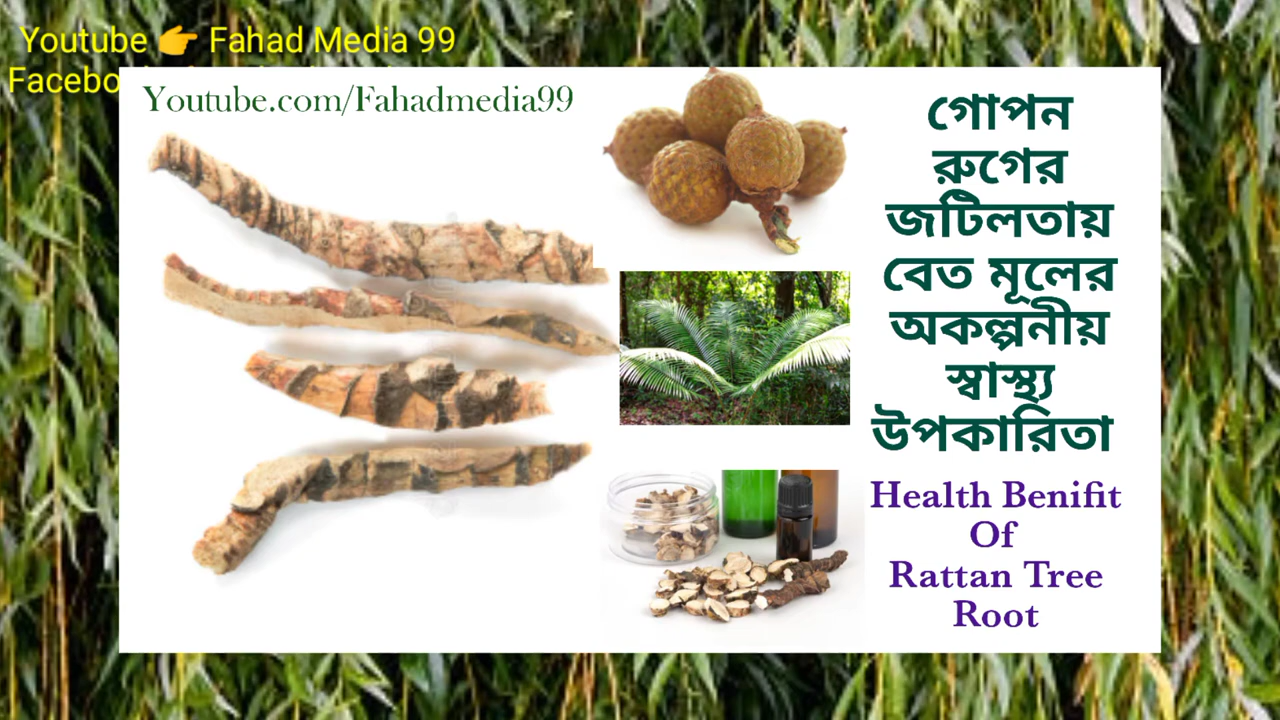 Youtube 👉 Fahad Media 99
Facebo
Youtube.com/Fahadmedia99
গোপন
রুগের
জটিলতায়
বেত মূলের
অকল্পনীয়
স্বাস্থ্য
উপকারিতা
Health Benifit
Of
Rattan Tree
Root